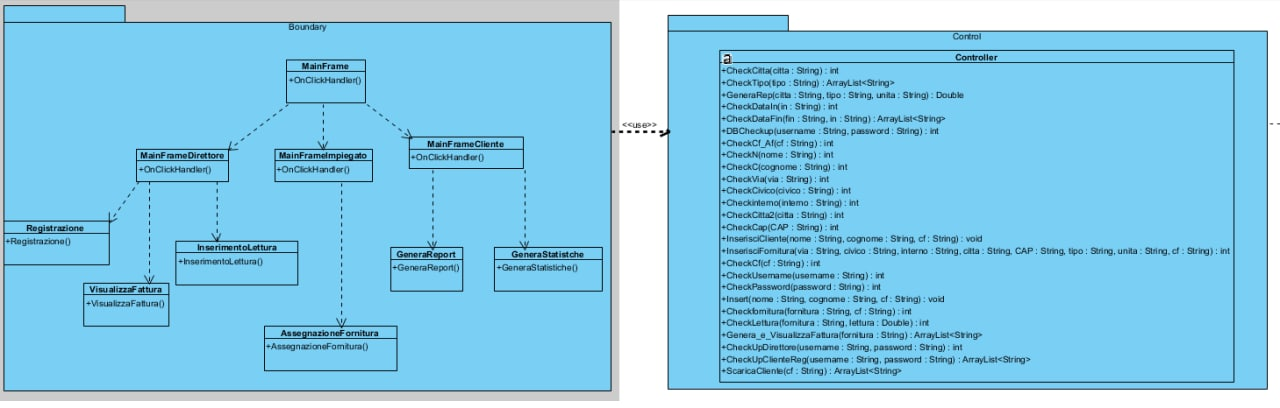 Boundary
MainFrame
+OnClickHandler()
MainFrameDirettore
+OnClickHandler()
MainFrameImpiegato
+OnClickHandler()
MainFrameCliente
+OnClickHandler()
Registrazione
+Registrazione()
InserimentoLettura
+InserimentoLettura()
GeneraReport
+GeneraReport()
GeneraStatistche
+GeneraStatistiche()
VisualizzaFattura
+VisualizzaFattura()
AssegnazioneFornitura
+AssegnazioneFornitura()
<<use>>
Control
a
Controller
+CheckCitta(citta : String) : int
+CheckTipo(tipo : String) : ArrayList<String>
+GeneraRep(citta : String, tipo : String, unita : String) : Double
+CheckDataIn(in : String) : int
+CheckDataFin(fin : String, in : String) : ArrayList<String>
+DBCheckup(username : String, password : String) : int
+CheckCf_Af(cf : String) : int
+CheckN(nome : String) : int
+CheckC(cognome : String) : int
+CheckVia(via : String) : int
+CheckCivico(civico : String) : int
+Checkinterno(interno : String) : int
+CheckCitta2(citta : String) : int
+CheckCap(CAP : String) : int
+InserisciCliente(nome : String, cognome : String, cf : String) : void
+InserisciFornitura(via : String, civico : String, interno : String, citta : String, CAP : String, tipo : String, unita : String, cf : String) : int
+CheckCf(cf : String) : int
+CheckUsername(username : String) : int
+CheckPassword(password : String) : int
+Insert(nome : String, cognome : String, cf : String) : void
+Checkfornitura(fornitura : String, cf : String) : int
+CheckLettura(fornitura : String, lettura : Double) : int
+Genera_e_VisualizzaFattura(fornitura : String) : ArrayList<String>
+CheckUpDirettore(username : String, password : String) : int
+CheckUpClienteReg(username : String, password : String) : ArrayList<String>
+ScaricaCliente(cf : String) : ArrayList<String>